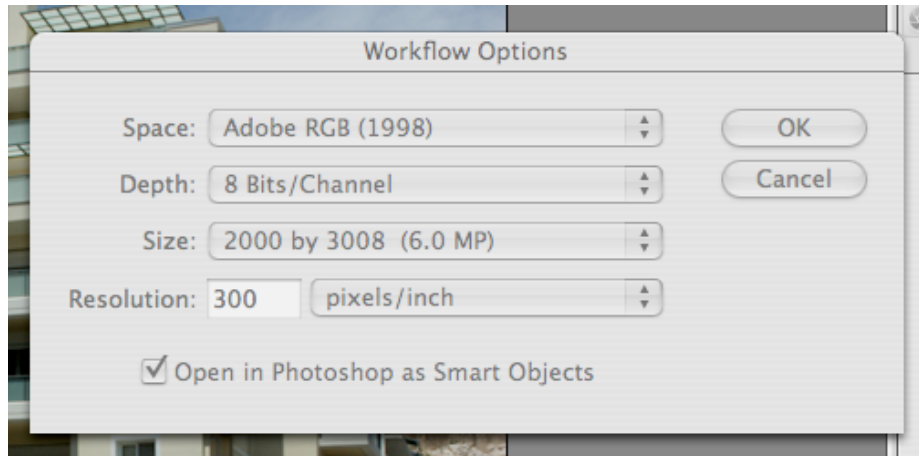 Workflow Options
Space: Adobe RGB (1998)
OK
Depth: 8 Bits/Channel
Cancel
Size: 2000 by 3008 (6.0 MP)
Resolution: 300 pixels/inch
Open in Photoshop as Smart Objects